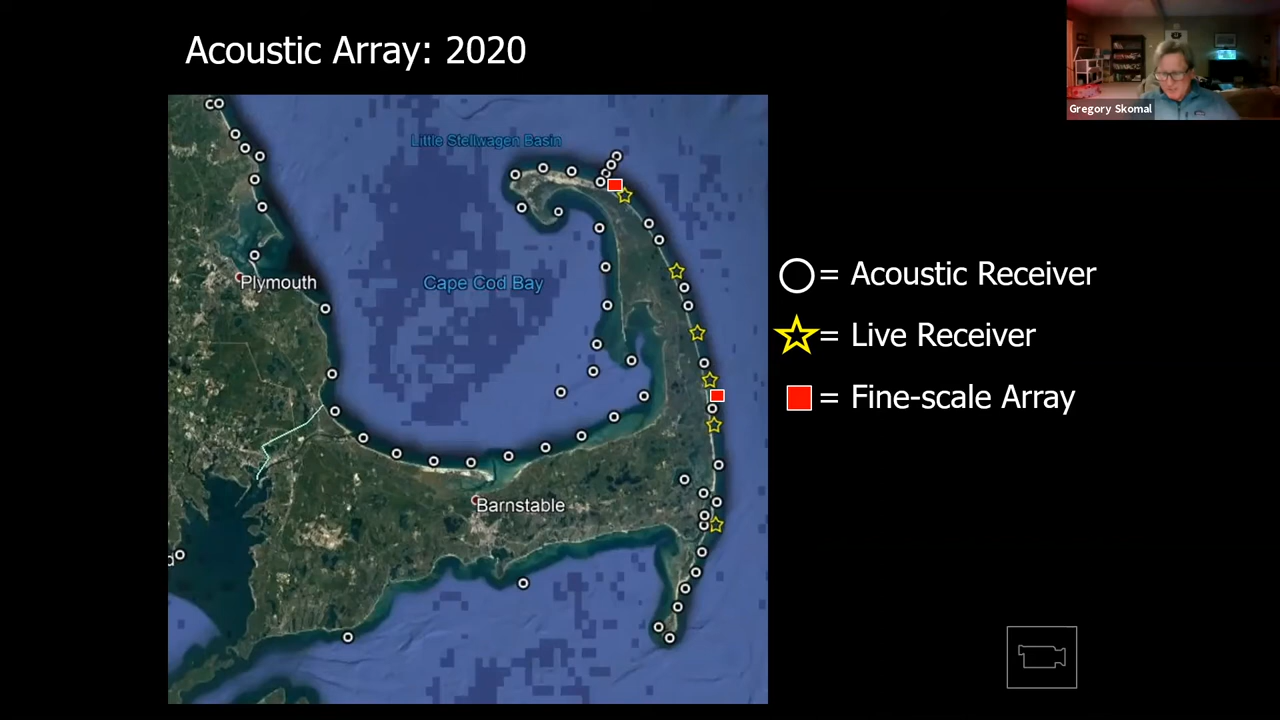 Acoustic Array: 2020
Gregory Skomal
Little Stellwagen Basin
Plymouth
Cape Cod Bay
Barnstable
= Acoustic Receiver
= Live Receiver
= Fine-scale Array